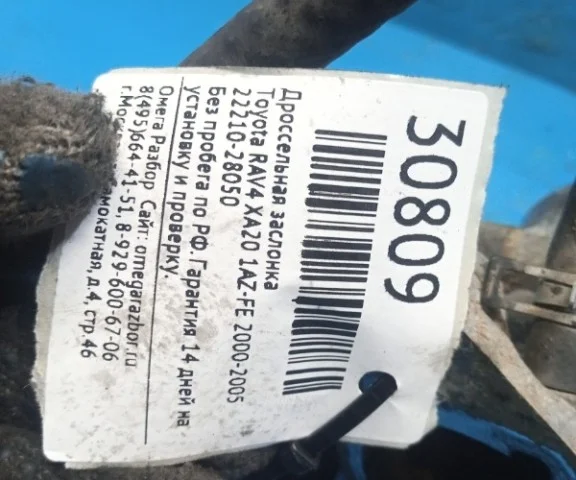 30809
Дроссельная заслонка
Toyota RAV4 XA20 1AZ-FE 2000-2005
22210-28050
Без пробега по РФ. Гарантия 14 дней на
установку и проверку.
Омега Разбор Сайт: omegarazbor.ru
8(495)664-41-51, 8-929-600-67-06
д.4, стр.46